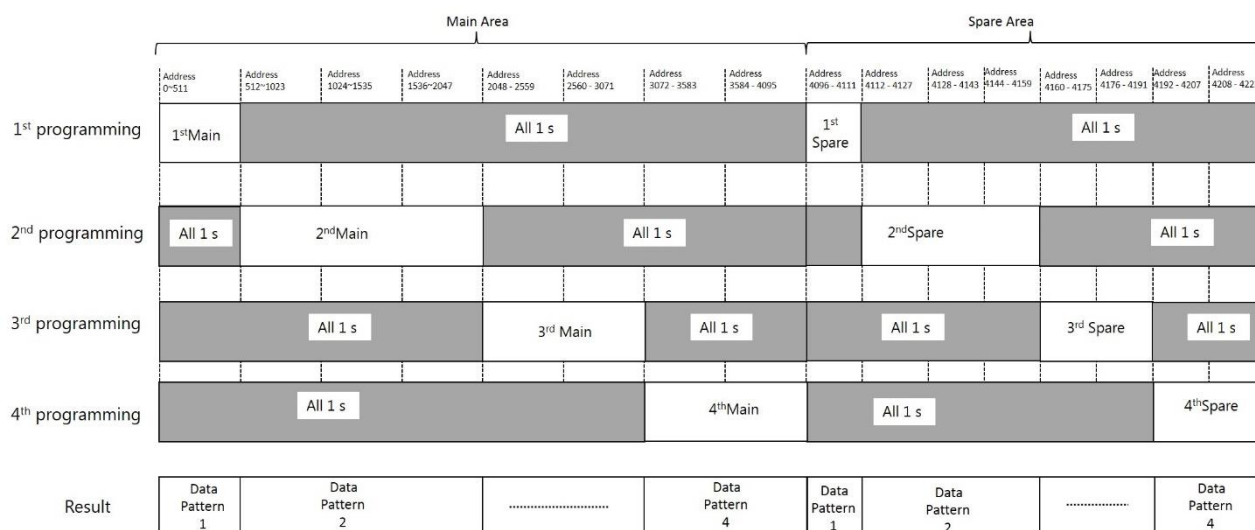 Main Area
Spare Area
Address Address Address Address Address Address Address Address Address Address Address Address Address Address Address Address
0~511 512~1023 1024~1535 1536~2047 2048 - 2559 2560 - 3071 3072 - 3583 3584 - 4095 4096 - 4111 4112 - 4127 4128 - 4143 4144 - 4159 4160 - 4175 4176 - 4191 4192 - 4207 4208 - 422
1st programming
1stMain
All 1 s
1st
Spare
All 1 s
2nd programming
All 1 s
2ndMain
All 1 s
2ndSpare
All 1 s
3rd programming
All 1 s
3rd Main
All 1 s
All 1 s
3rd Spare
All 1 s
4th programming
All 1 s
4thMain
All 1 s
4thSpare
Result
Data
Pattern
1
Data
Pattern
2
....................
Data
Pattern
4
Data
Pattern
1
Data
Pattern
2
............
Data
Pattern
4